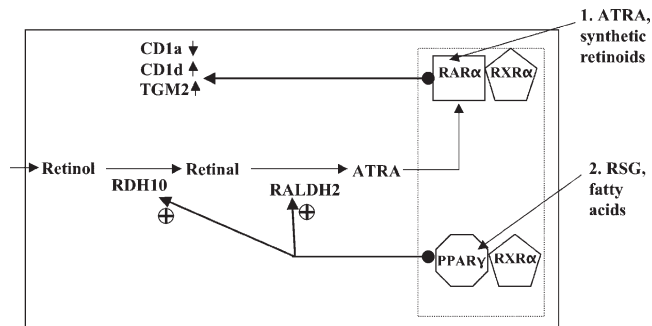 1. ATRA,
synthetic
retinoids
CD1a
CD1d
TGM2
RARα
RXRα
Retinol
Retinal
ATRA
RDH10
RALDH2
2. RSG,
fatty
acids
PPARγ
RXRα